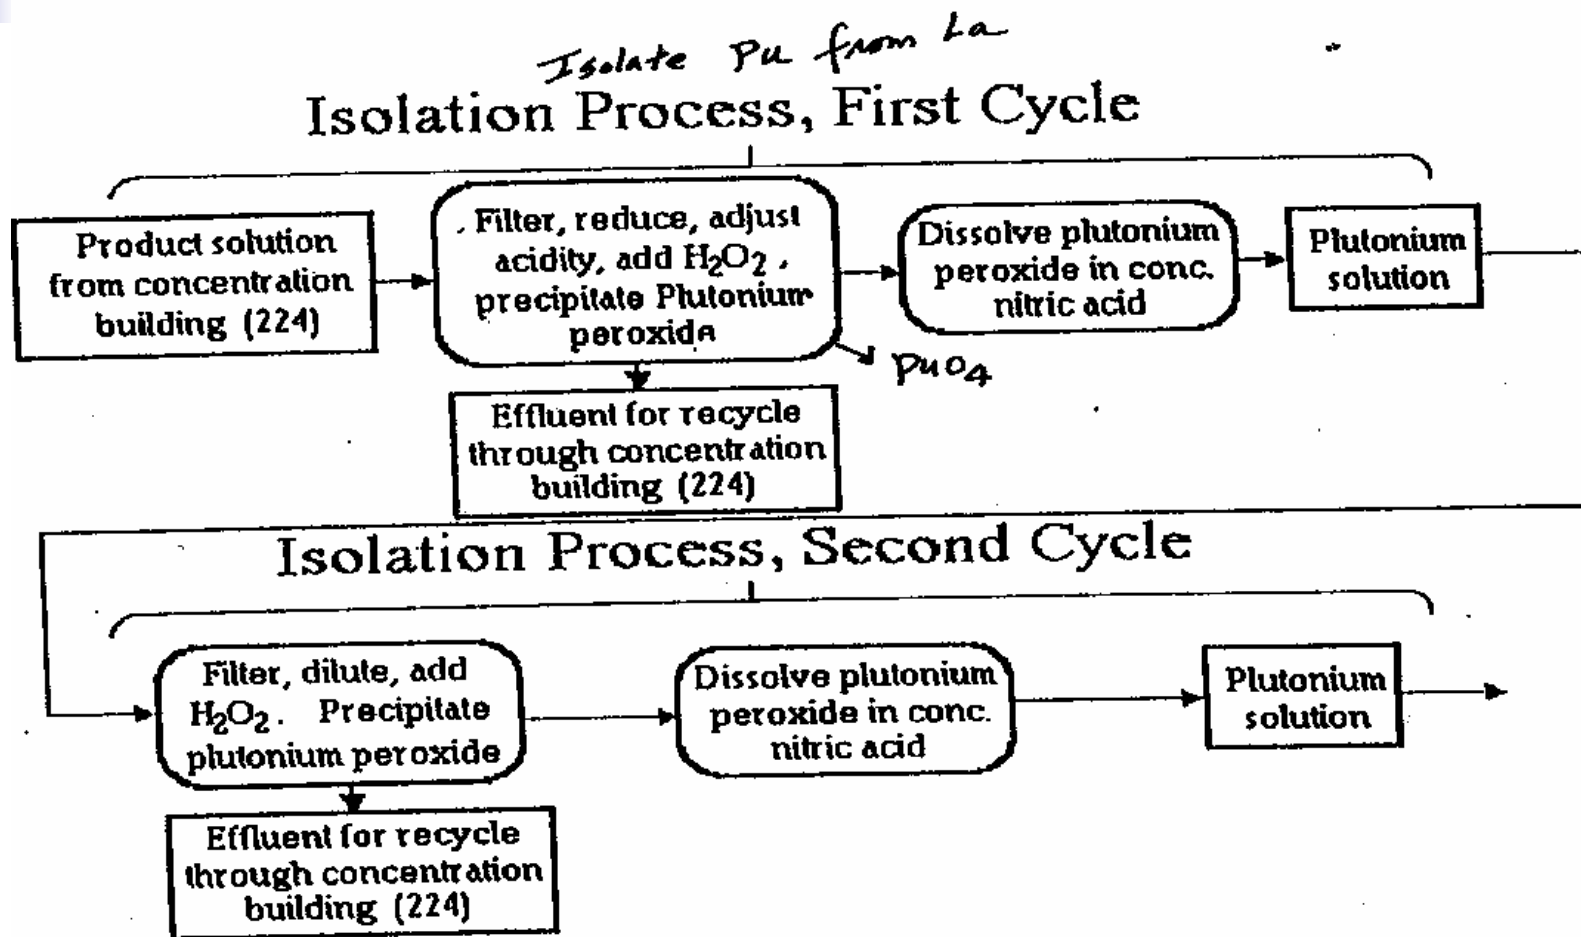 Isolate Pu from La
Isolation Process, First Cycle
Product solution
from concentration
building (224)
Filter, reduce, adjust
acidity, add H₂O₂.
precipitate Plutonium
peroxide
Dissolve plutonium
peroxide in conc.
nitric acid
Plutonium
solution
PuO4
Effluent for recycle
through concentration
building (224)
Isolation Process, Second Cycle
Filter, dilute, add
H₂O₂. Precipitate
plutonium peroxide
Dissolve plutonium
peroxide in conc.
nitric acid
Plutonium
solution
Effluent for recycle
through concentration
building (224)